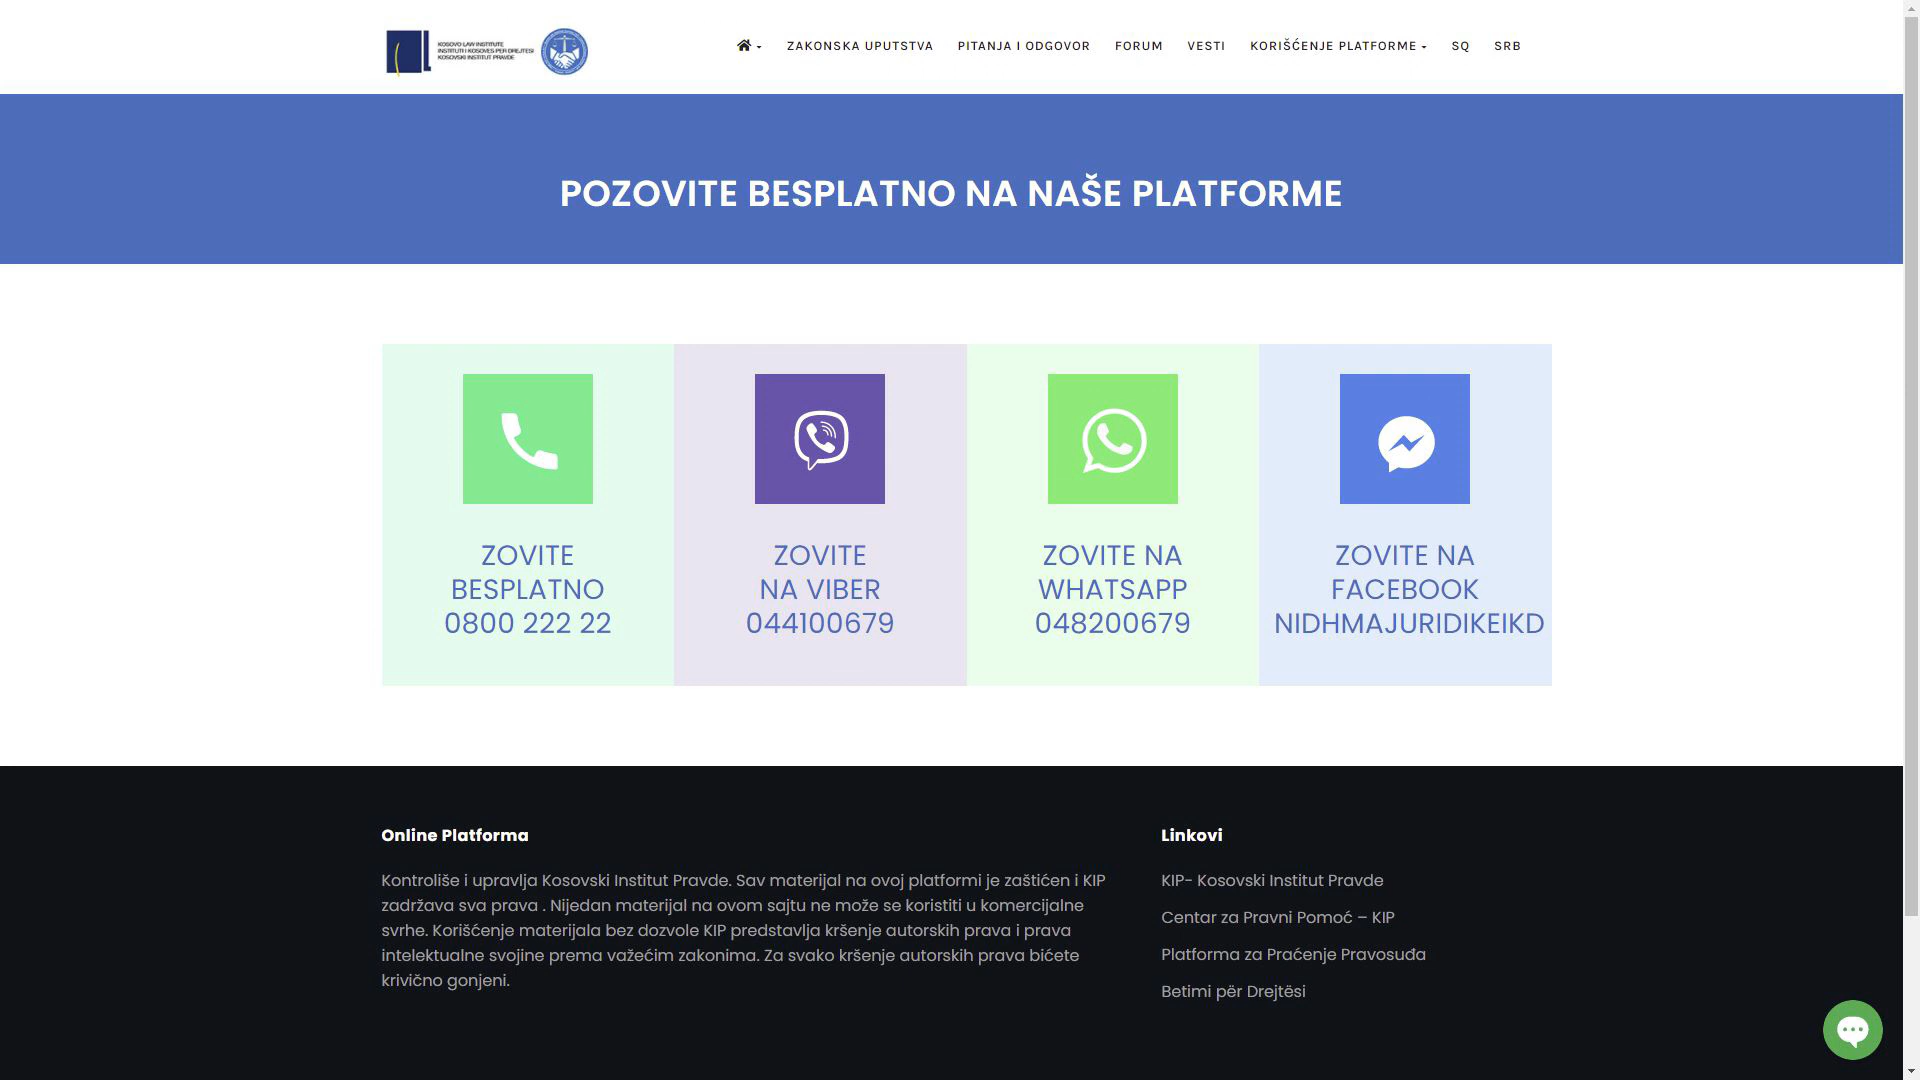 KOSOVO LAW INSTITUTE
INSTITUTI I KOSOVES PER DREJTESI
KOSOVSKI INSTITUT PRAVDE
ZAKONSKA UPUTSTVA
PITANJA I ODGOVOR
FORUM
VESTI
KORIŠĆENJE PLATFORME
SQ
SRB
POZOVITE BESPLATNO NA NAŠE PLATFORME
ZOVITE
BESPLATNO
0800 222 22
ZOVITE
NA VIBER
044100679
ZOVITE NA
WHATSAPP
048200679
ZOVITE NA
FACEBOOK
NIDHMAJURIDIKEIKD
Online Platforma
Kontroliše i upravlja Kosovski Institut Pravde. Sav materijal na ovoj platformi je zaštićen i KIP
zadržava sva prava . Nijedan materijal na ovom sajtu ne može se koristiti u komercijalne
svrhe. Korišćenje materijala bez dozvole KIP predstavlja kršenje autorskih prava i prava
intelektualne svojine prema važećim zakonima. Za svako kršenje autorskih prava bićete
krivično gonjeni.
Linkovi
KIP- Kosovski Institut Pravde
Centar za Pravni Pomoć – KIP
Platforma za Praćenje Pravosuđa
Betimi për Drejtësi